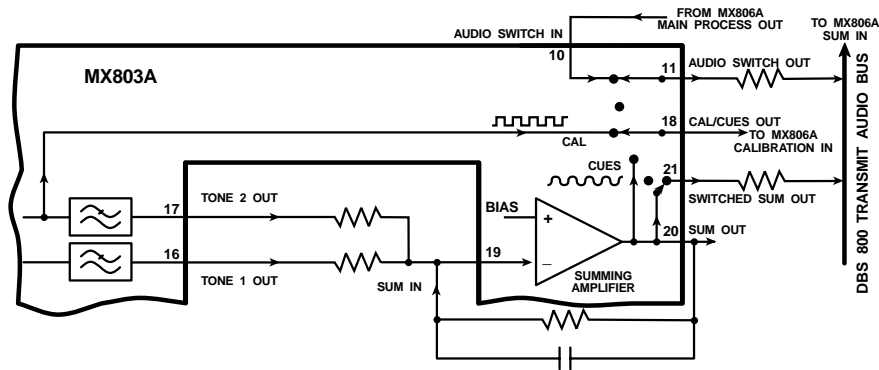 FROM MX806A
MAIN PROCESS OUT
TO MX806A
SUM IN
AUDIO SWITCH IN
10
MX803A
11
AUDIO SWITCH OUT
18
CAL/CUES OUT
CAL
TO MX806A
CALIBRATION IN
CUES
21
SWITCHED SUM OUT
17
TONE 2 OUT
BIAS
+
20
SUM OUT
16
TONE 1 OUT
SUM IN
19
–
SUMMING
AMPLIFIER
DBS 800 TRANSMIT AUDIO BUS